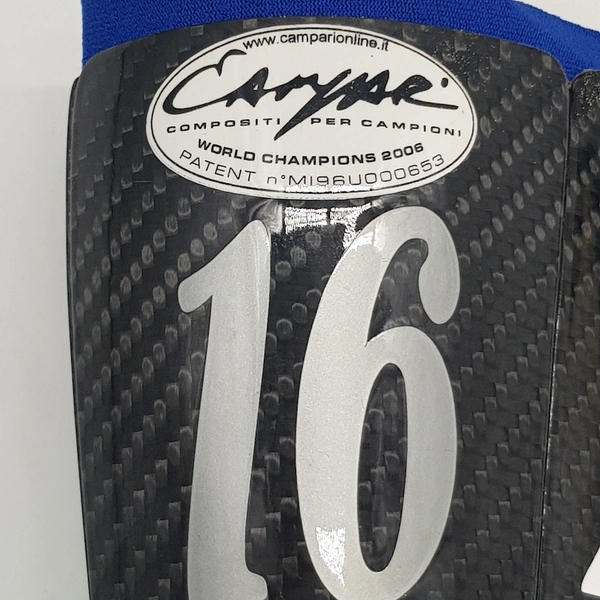 www.camparionline.it
CAMPARI
COMPOSITI PER CAMPIONI
WORLD CHAMPIONS 2006
PATENT n°MI96U000653
16